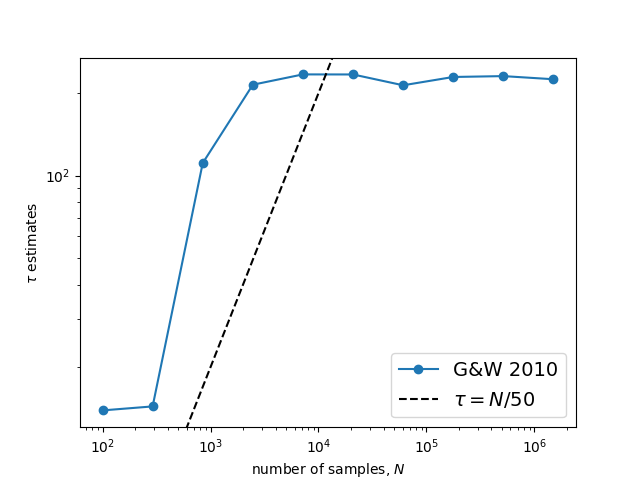 10²
τ estimates
G&W 2010
τ = N/50
10² 10³ 10⁴ 10⁵ 10⁶
number of samples, N